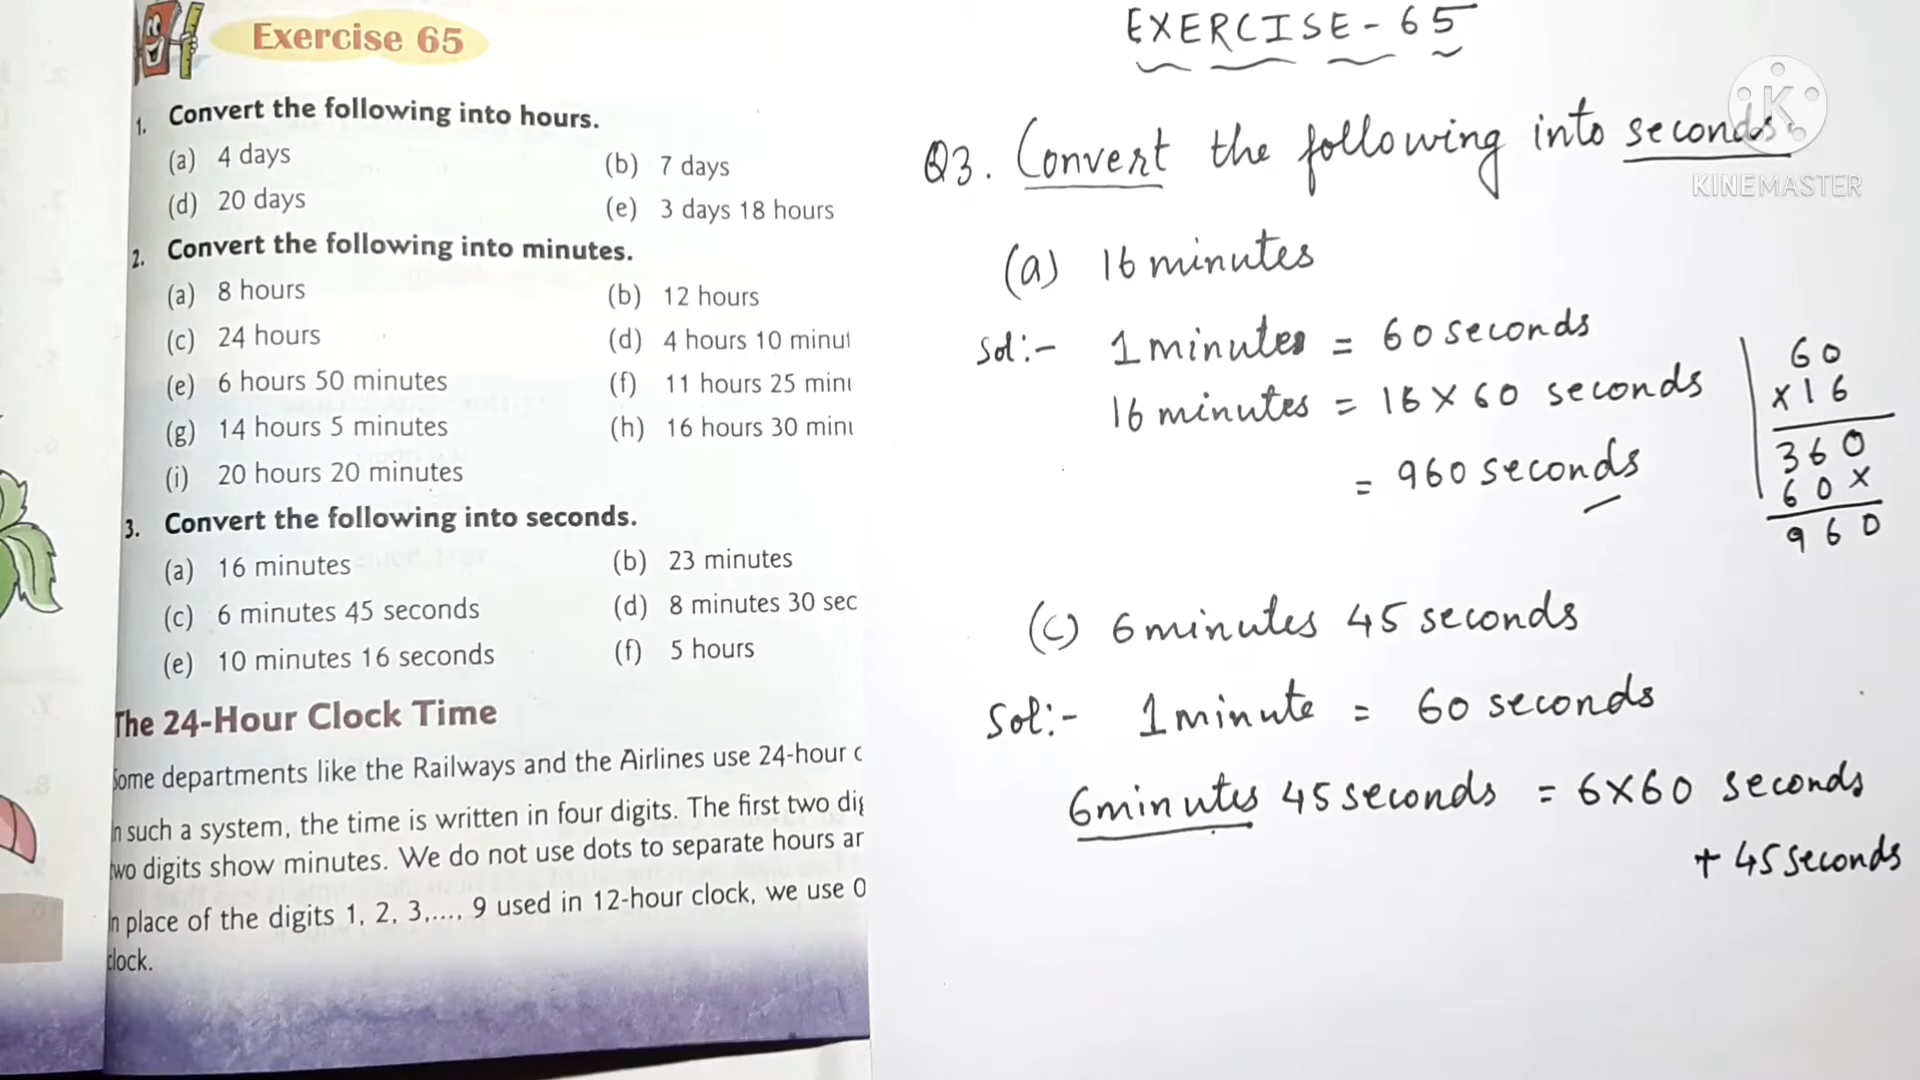 Exercise 65
1. Convert the following into hours.
(a) 4 days (b) 7 days
(d) 20 days (e) 3 days 18 hours
2. Convert the following into minutes.
(a) 8 hours (b) 12 hours
(c) 24 hours (d) 4 hours 10 minut
(e) 6 hours 50 minutes (f) 11 hours 25 min
(g) 14 hours 5 minutes (h) 16 hours 30 min
(i) 20 hours 20 minutes
3. Convert the following into seconds.
(a) 16 minutes (b) 23 minutes
(c) 6 minutes 45 seconds (d) 8 minutes 30 sec
(e) 10 minutes 16 seconds (f) 5 hours
The 24-Hour Clock Time
Some departments like the Railways and the Airlines use 24-hour c
In such a system, the time is written in four digits. The first two dig
two digits show minutes. We do not use dots to separate hours ar
In place of the digits 1, 2, 3,...., 9 used in 12-hour clock, we use 0
clock.
EXERCISE-65
Q3. Convert the following into seconds.
KINEMASTER
(a) 16 minutes
Sol:- 1 minutes = 60 seconds
16 minutes = 16 × 60 seconds
= 960 seconds
60
×16
360
60×
960
(c) 6 minutes 45 seconds
Sol:- 1 minute = 60 seconds
6 minutes 45 seconds = 6×60 seconds
+ 45 seconds